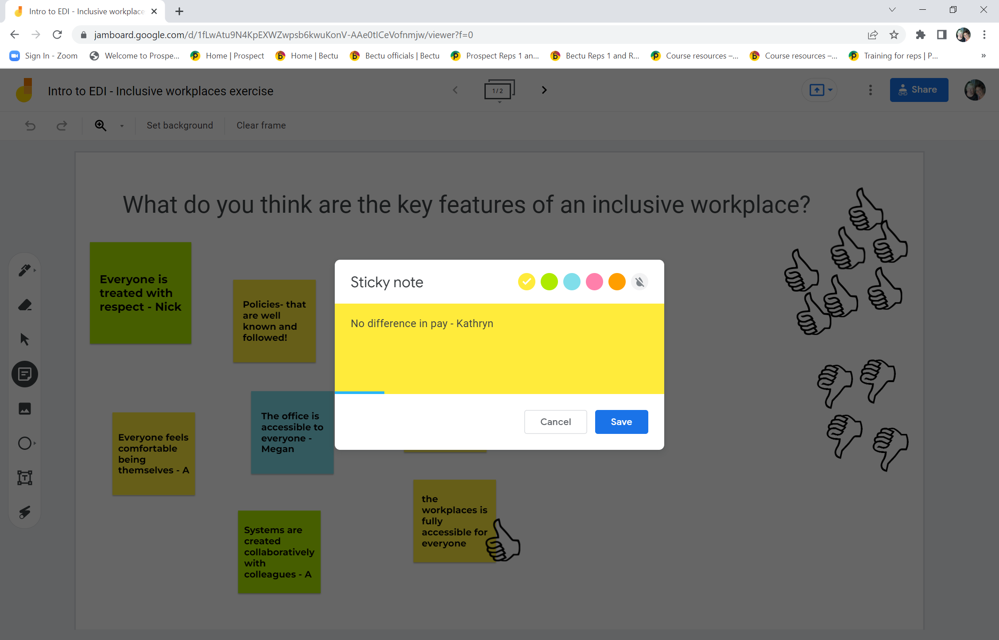 Intro to EDI - Inclusive workplace
jamboard.google.com/d/1fLwAtu9N4KpEXWZwpsb6kwuKonV-AAe0tICeVofnmjw/viewer?f=0
Sign In - Zoom
Welcome to Prospe...
Home | Prospect
Home | Bectu
Bectu officials | Bectu
Prospect Reps 1 an...
Bectu Reps 1 and R...
Course resources –...
Course resources –...
Training for reps | P...
»
Intro to EDI - Inclusive workplaces exercise
1 / 2
Share
Set background
Clear frame
What do you think are the key features of an inclusive workplace?
Everyone is
treated with
respect - Nick
Policies- that
are well
known and
followed!
Sticky note
No difference in pay - Kathryn
Cancel
Save
Everyone feels
comfortable
being
themselves - A
The office is
accessible to
everyone -
Megan
Systems are
created
collaboratively
with
colleagues - A
the
workplaces is
fully
accessible for
everyone